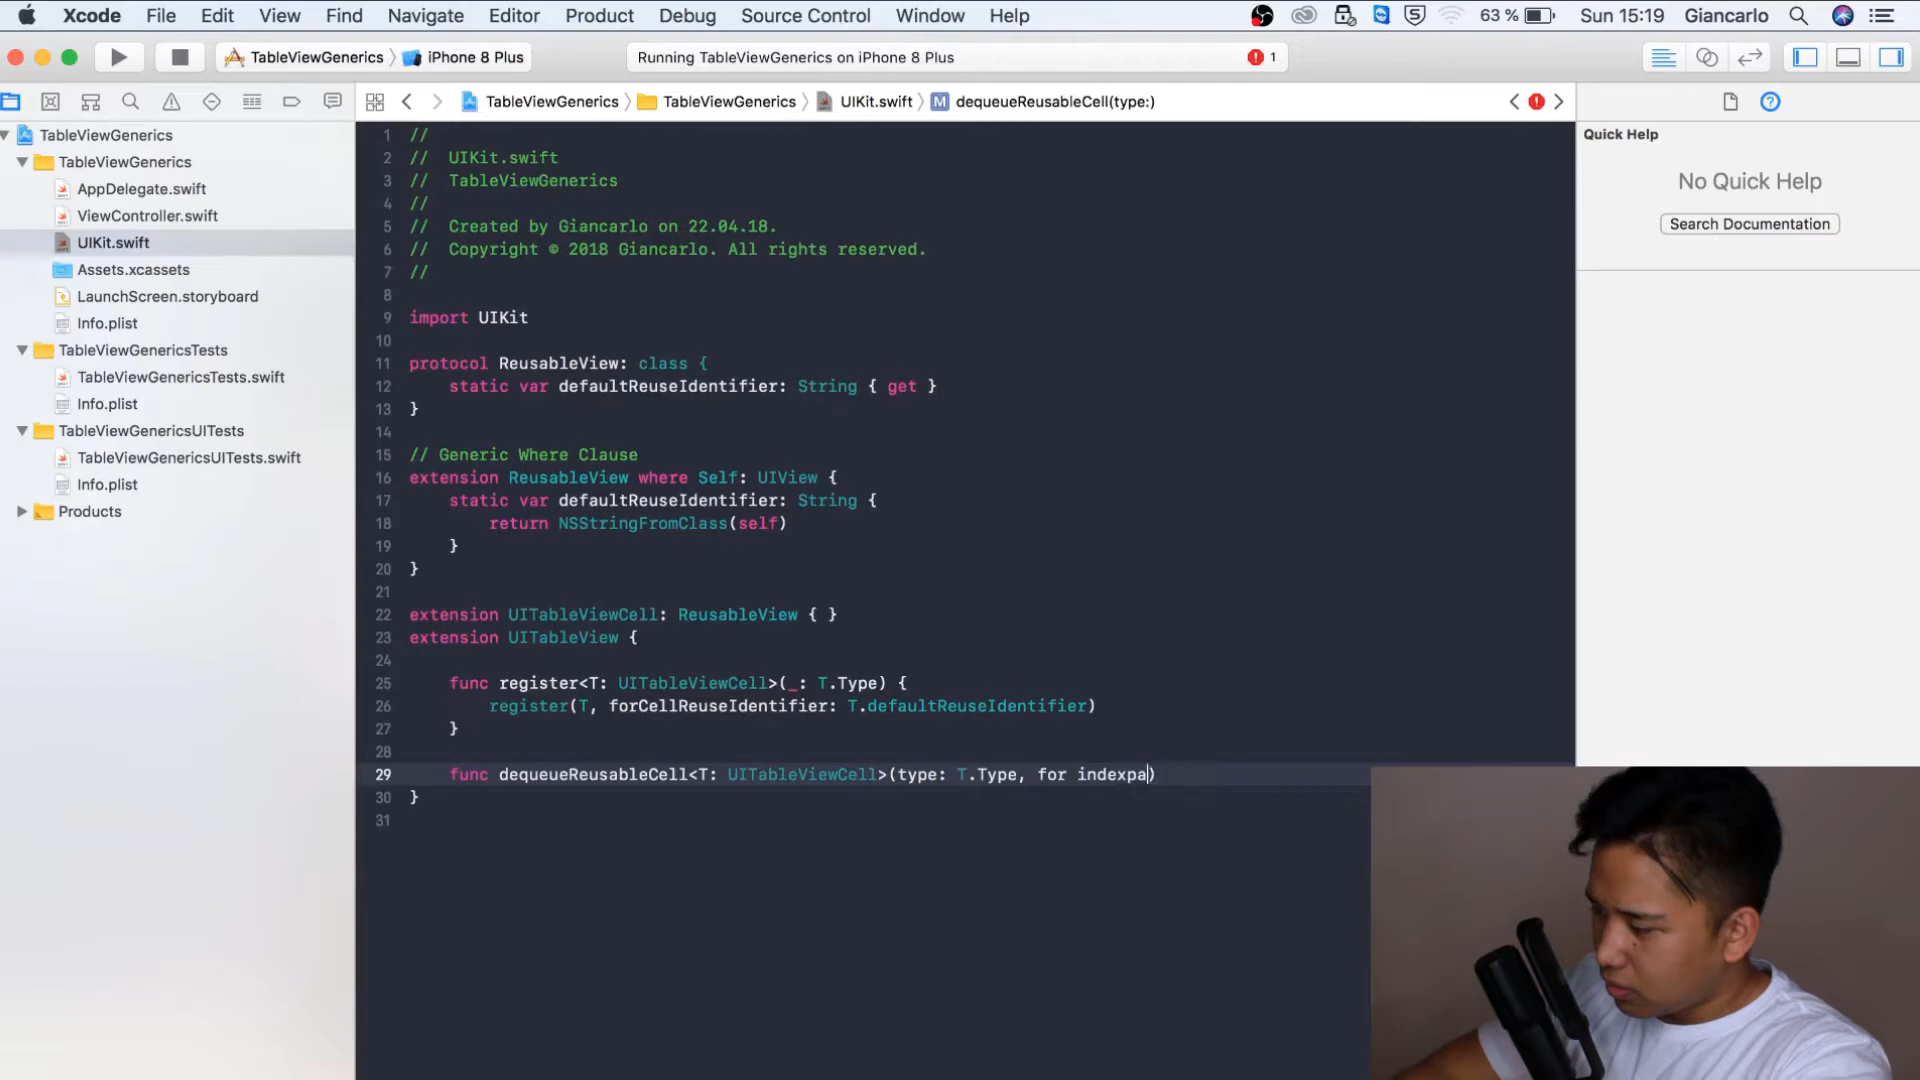 Xcode File Edit View Find Navigate Editor Product Debug Source Control Window Help 63 % Sun 15:19 Giancarlo
TableViewGenerics iPhone 8 Plus Running TableViewGenerics on iPhone 8 Plus 1
TableViewGenerics TableViewGenerics UIKit.swift M dequeueReusableCell(type:)
TableViewGenerics
TableViewGenerics
AppDelegate.swift
ViewController.swift
UIKit.swift
Assets.xcassets
LaunchScreen.storyboard
Info.plist
TableViewGenericsTests
TableViewGenericsTests.swift
Info.plist
TableViewGenericsUITests
TableViewGenericsUITests.swift
Info.plist
Products
1 //
2 // UIKit.swift
3 // TableViewGenerics
4 //
5 // Created by Giancarlo on 22.04.18.
6 // Copyright © 2018 Giancarlo. All rights reserved.
7 //
8
9 import UIKit
10
11 protocol ReusableView: class {
12 static var defaultReuseIdentifier: String { get }
13 }
14
15 // Generic Where Clause
16 extension ReusableView where Self: UIView {
17 static var defaultReuseIdentifier: String {
18 return NSStringFromClass(self)
19 }
20 }
21
22 extension UITableViewCell: ReusableView { }
23 extension UITableView {
24
25 func register<T: UITableViewCell>(_: T.Type) {
26 register(T, forCellReuseIdentifier: T.defaultReuseIdentifier)
27 }
28
29 func dequeueReusableCell<T: UITableViewCell>(type: T.Type, for indexpa)
30 }
31
Quick Help
No Quick Help
Search Documentation